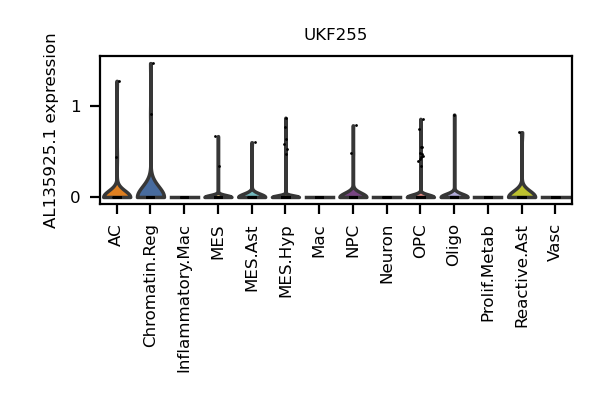 UKF255
AL135925.1 expression
1
0
AC
Chromatin.Reg
Inflammatory.Mac
MES
MES.Ast
MES.Hyp
Mac
NPC
Neuron
OPC
Oligo
Prolif.Metab
Reactive.Ast
Vasc